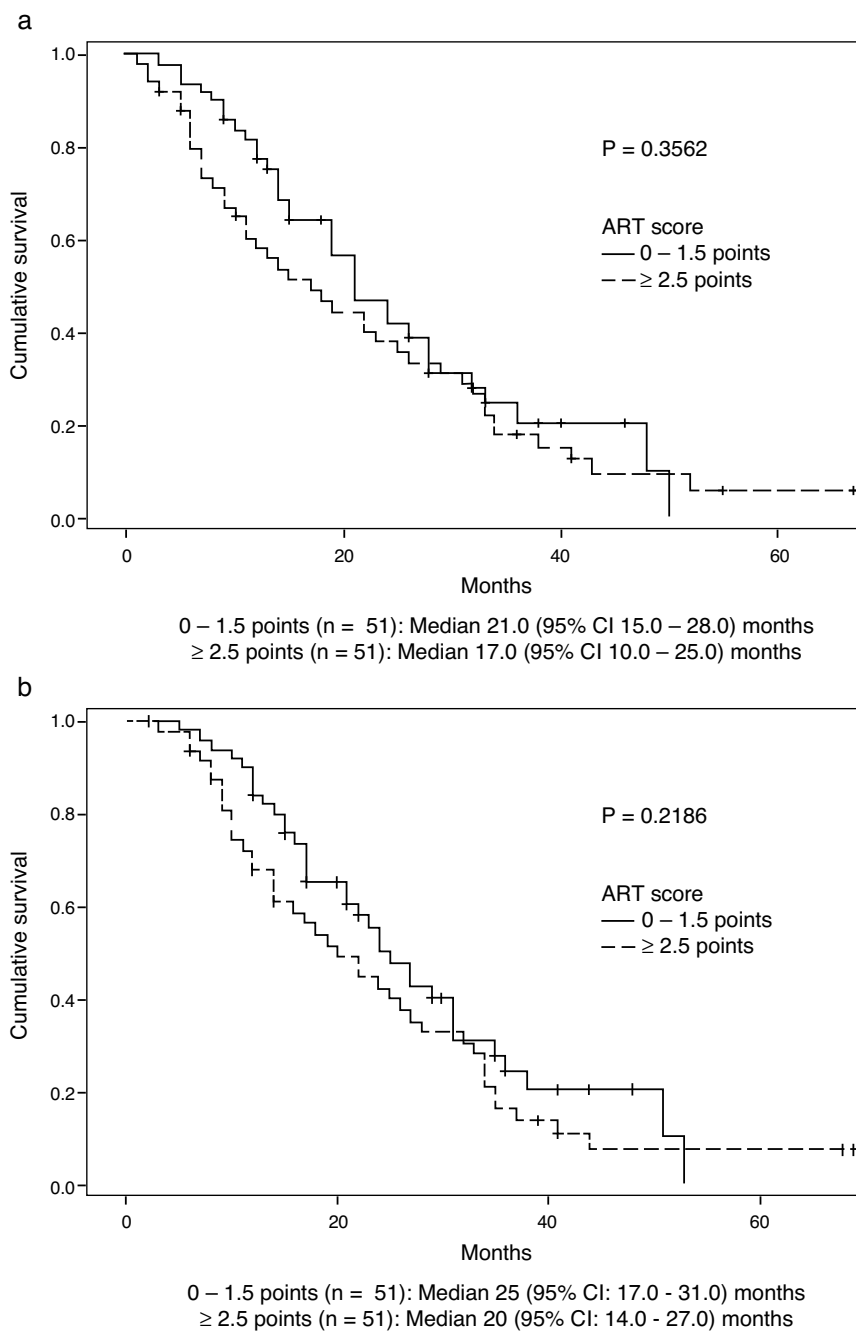 a
1.0
0.8
0.6
0.4
0.2
0.0
Cumulative survival
P = 0.3562
ART score
0 – 1.5 points
≥ 2.5 points
0 20 40 60
Months
0 – 1.5 points (n = 51): Median 21.0 (95% CI 15.0 – 28.0) months
≥ 2.5 points (n = 51): Median 17.0 (95% CI 10.0 – 25.0) months
b
1.0
0.8
0.6
0.4
0.2
0.0
Cumulative survival
P = 0.2186
ART score
0 – 1.5 points
≥ 2.5 points
0 20 40 60
Months
0 – 1.5 points (n = 51): Median 25 (95% CI: 17.0 - 31.0) months
≥ 2.5 points (n = 51): Median 20 (95% CI: 14.0 - 27.0) months